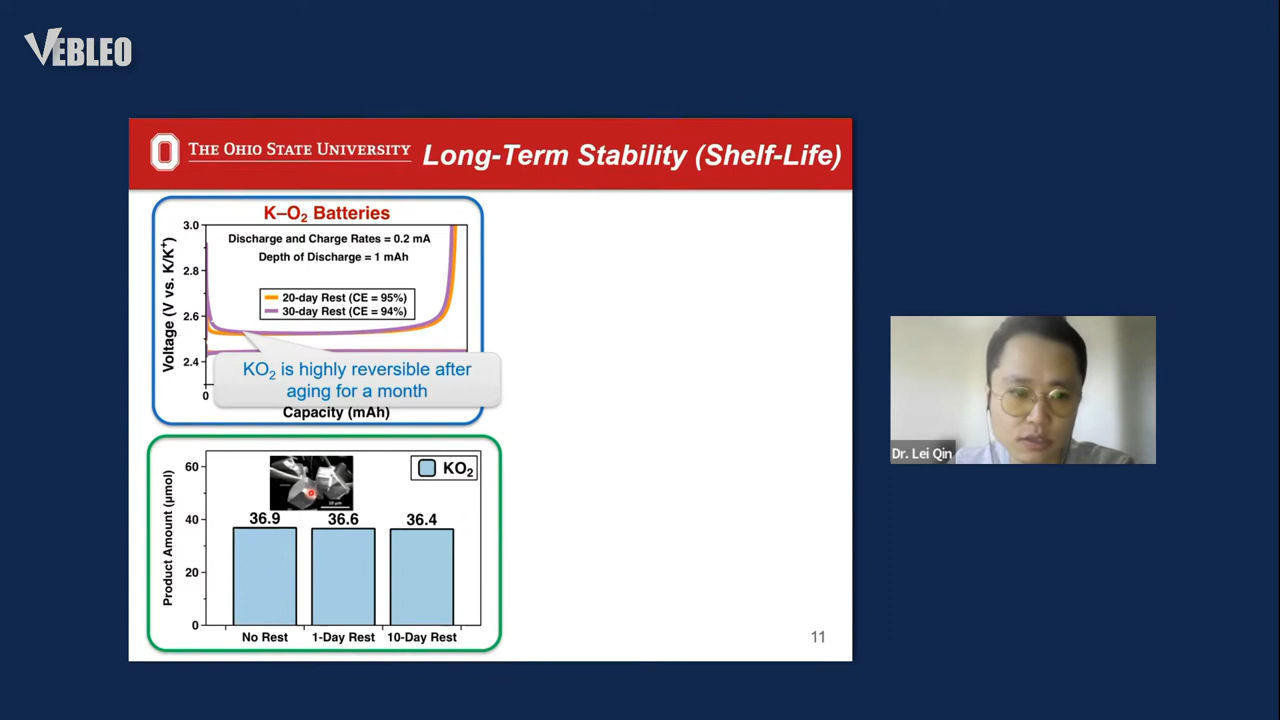 VEBLEO
THE OHIO STATE UNIVERSITY
Long-Term Stability (Shelf-Life)
K–O₂ Batteries
Discharge and Charge Rates = 0.2 mA
Depth of Discharge = 1 mAh
20-day Rest (CE = 95%)
30-day Rest (CE = 94%)
Voltage (V vs. K/K⁺)
3.0
2.8
2.6
2.4
0
KO₂ is highly reversible after
aging for a month
Capacity (mAh)
Product Amount (μmol)
60
40
20
0
KO₂
36.9
36.6
36.4
No Rest
1-Day Rest
10-Day Rest
11
Dr. Lei Qin